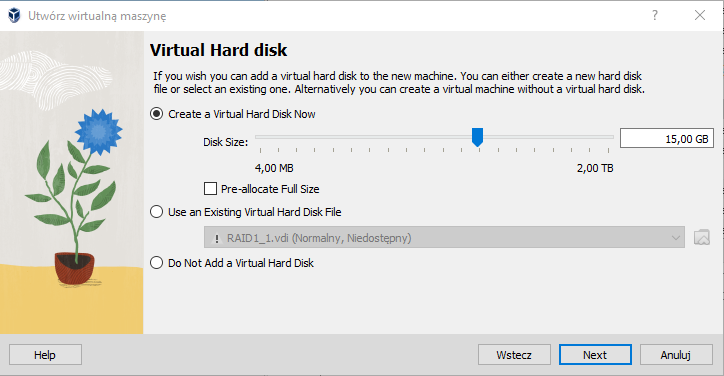 Utwórz wirtualną maszynę
Virtual Hard disk
If you wish you can add a virtual hard disk to the new machine. You can either create a new hard disk
file or select an existing one. Alternatively you can create a virtual machine without a virtual hard disk.
Create a Virtual Hard Disk Now
Disk Size:
15,00 GB
4,00 MB
2,00 TB
Pre-allocate Full Size
Use an Existing Virtual Hard Disk File
RAID1_1.vdi (Normalny, Niedostępny)
Do Not Add a Virtual Hard Disk
Help
Wstecz
Next
Anuluj